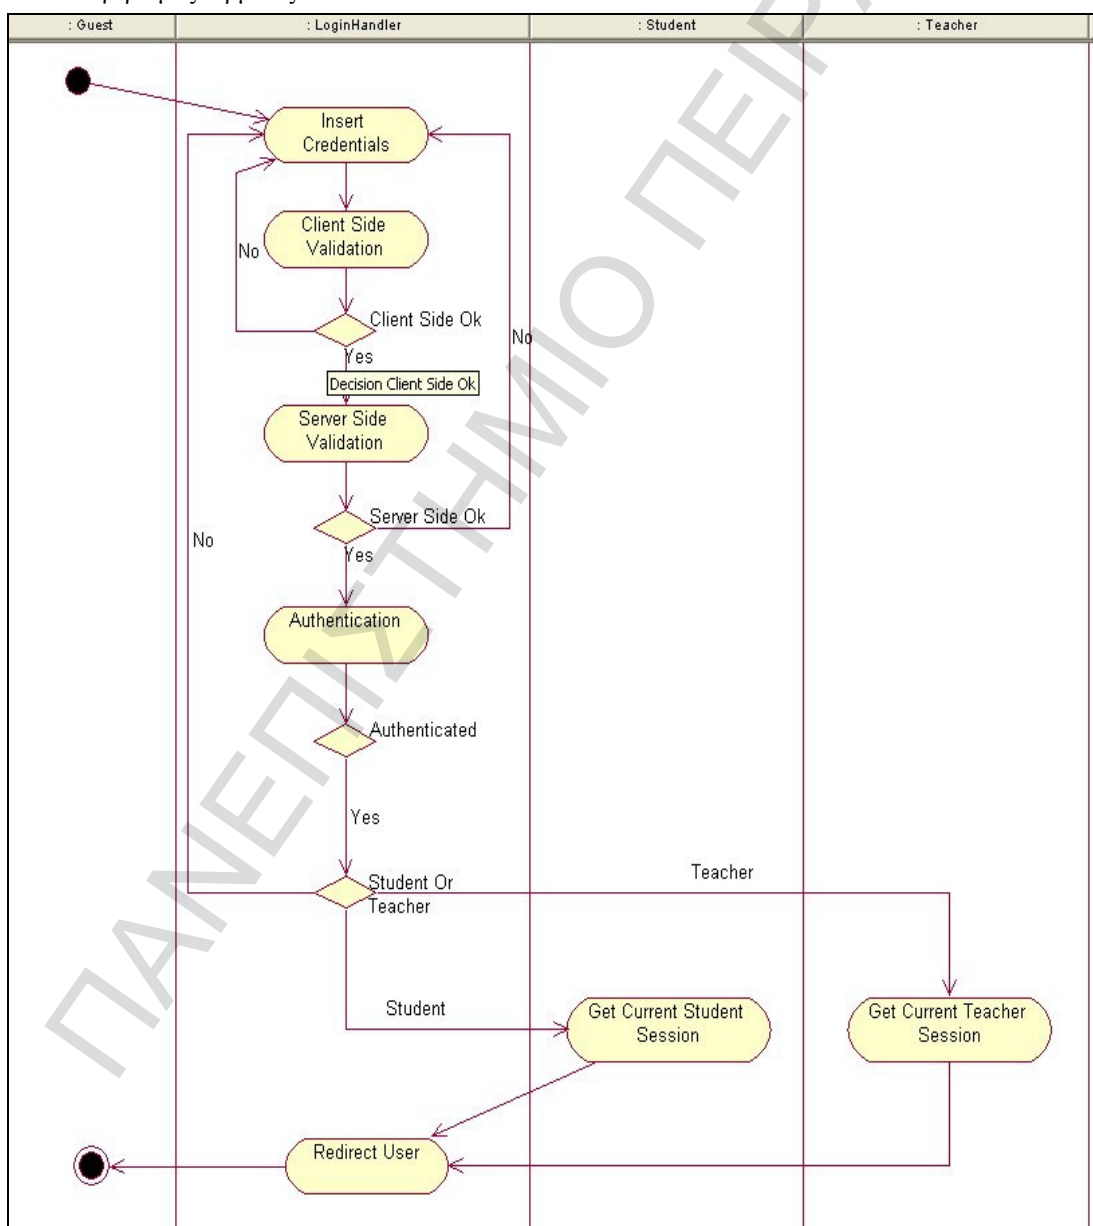 : Guest
: LoginHandler
: Student
: Teacher
Insert
Credentials
Client Side
Validation
No
Client Side Ok
No
Yes
Decision Client Side Ok
Server Side
Validation
Server Side Ok
No
Yes
Authentication
Authenticated
Yes
Student Or
Teacher
Teacher
Student
Get Current Student
Session
Get Current Teacher
Session
Redirect User
ΠΑΝΕΠΙΣΤΗΜΙΟ ΠΕΙΡΑ